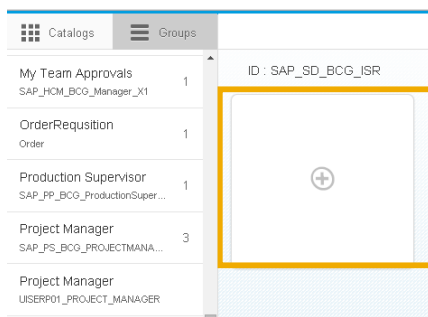 Catalogs
Groups
My Team Approvals
1
SAP_HCM_BCG_Manager_X1
OrderRequsition
1
Order
Production Supervisor
1
SAP_PP_BCG_ProductionSuper...
Project Manager
3
SAP_PS_BCG_PROJECTMANA...
Project Manager
UISERP01_PROJECT_MANAGER
ID : SAP_SD_BCG_ISR